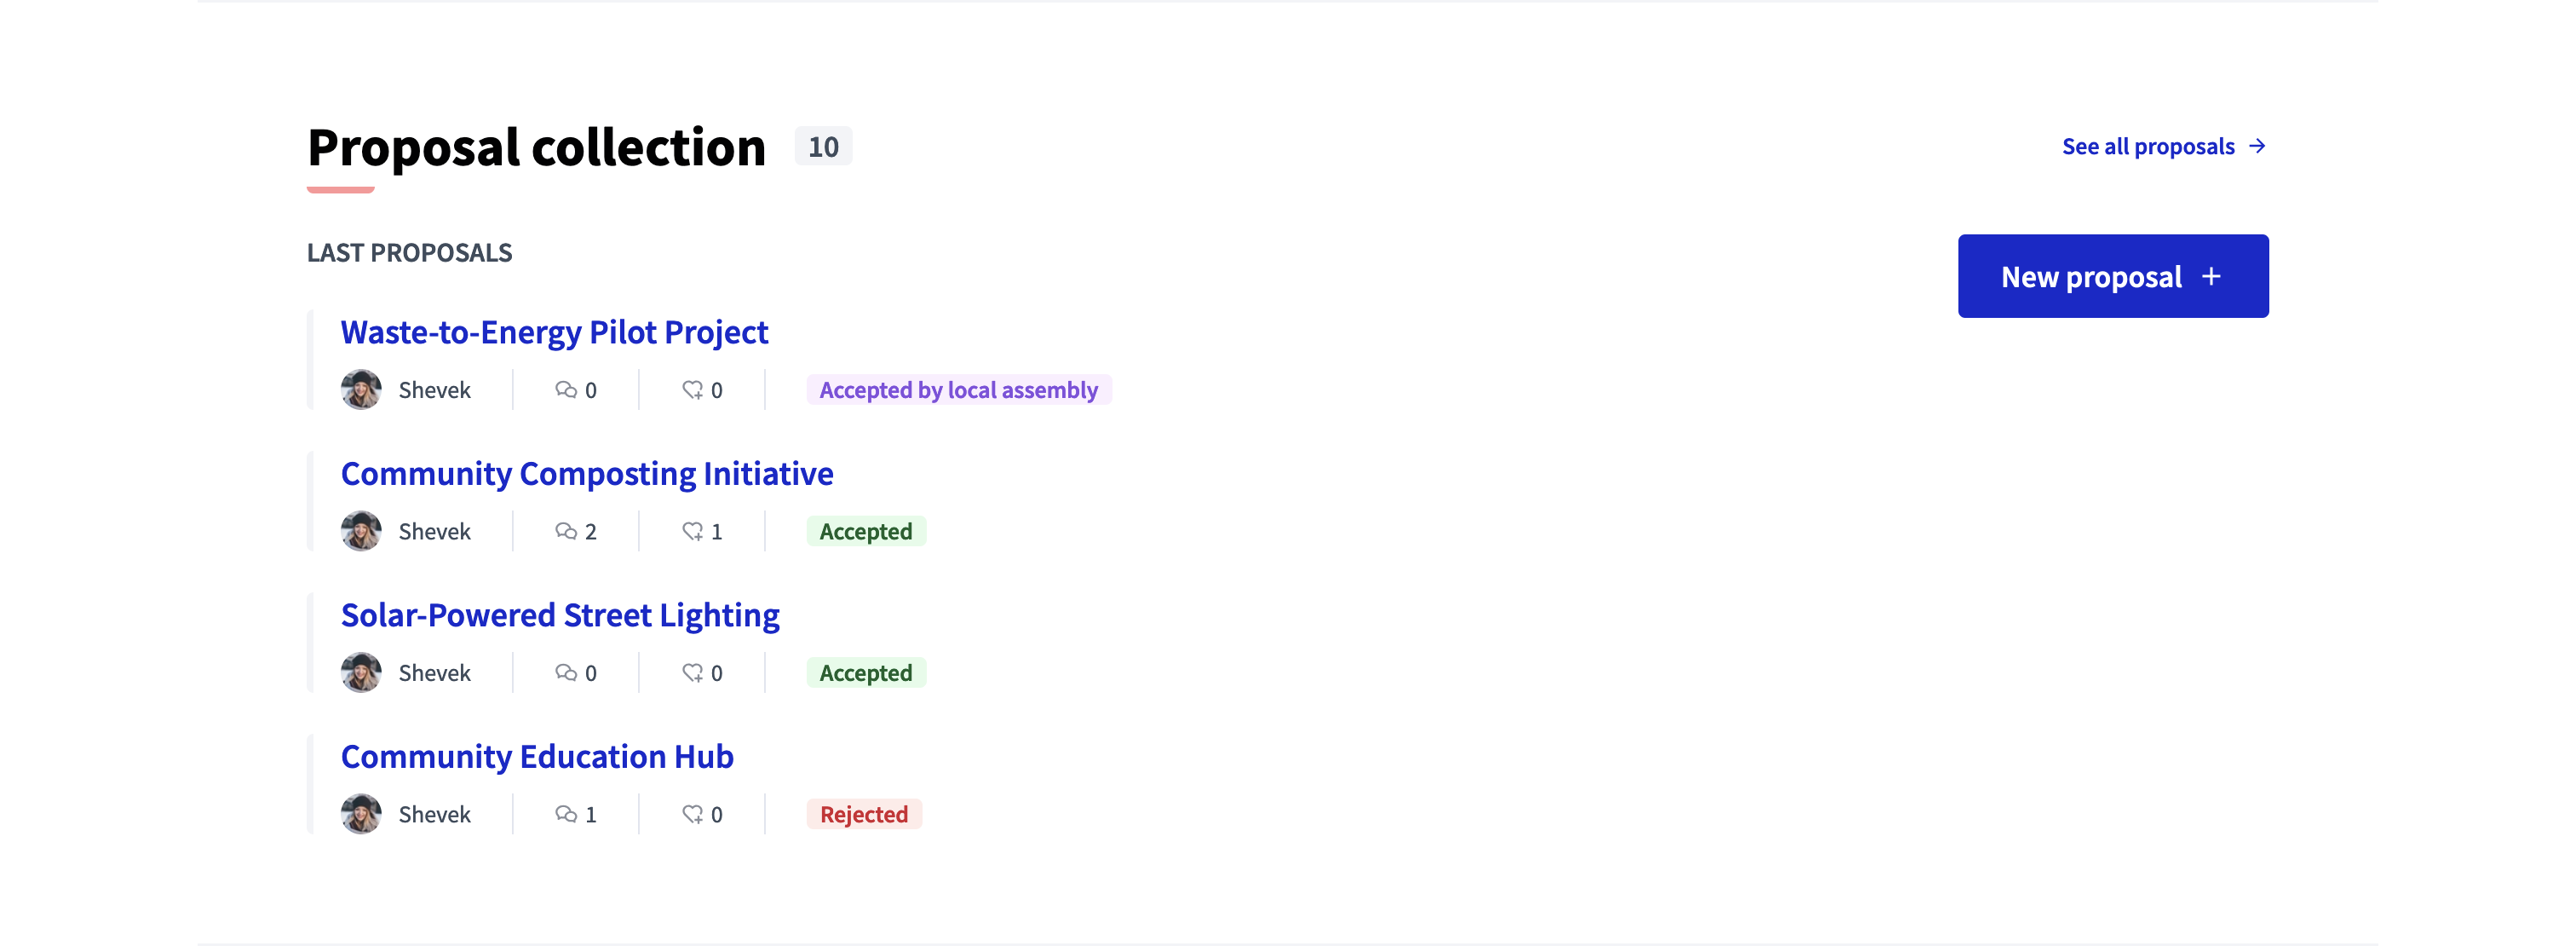 Proposal collection 10
See all proposals →
LAST PROPOSALS
New proposal +
Waste-to-Energy Pilot Project
Shevek 0 0 Accepted by local assembly
Community Composting Initiative
Shevek 2 1 Accepted
Solar-Powered Street Lighting
Shevek 0 0 Accepted
Community Education Hub
Shevek 1 0 Rejected